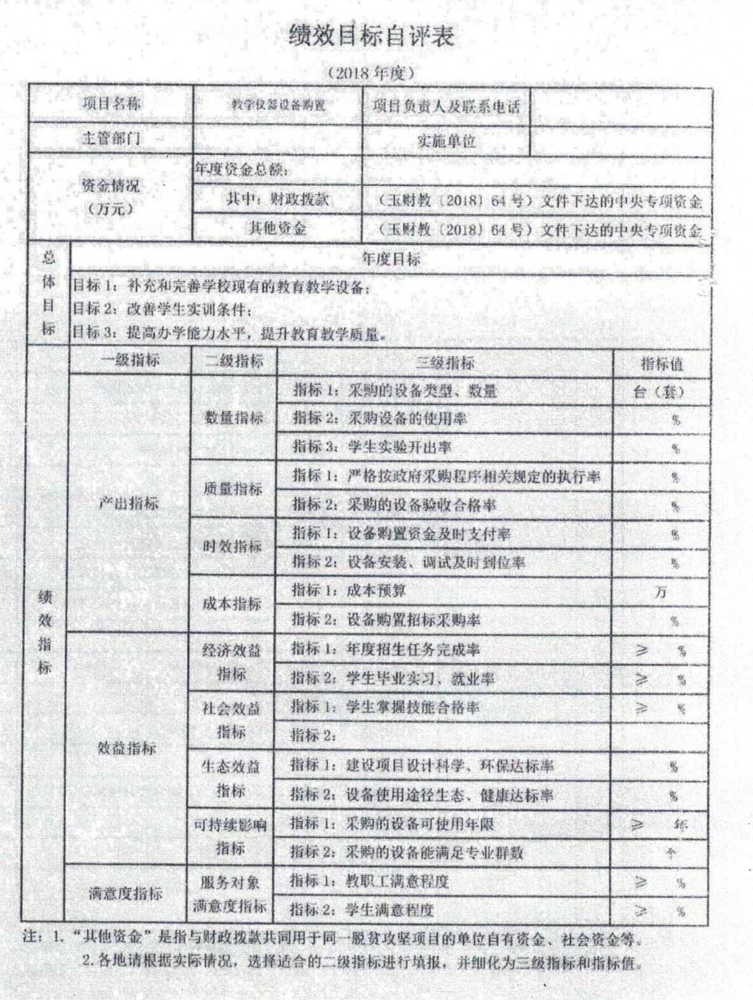 绩效目标自评表
（2018 年度）
项目名称 教学仪器设备购置 项目负责人及联系电话
主管部门 实施单位
资金情况
（万元）
年度资金总额：
其中：财政拨款 （玉财教〔2018〕64 号）文件下达的中央专项资金
其他资金 （玉财教〔2018〕64 号）文件下达的中央专项资金
总体目标
年度目标
目标 1：补充和完善学校现有的教育教学设备；
目标 2：改善学生实训条件；
目标 3：提高办学能力水平，提升教育教学质量。
绩效指标
一级指标 二级指标 三级指标 指标值
产出指标
数量指标
指标 1：采购的设备类型、数量 台（套）
指标 2：采购设备的使用率 %
指标 3：学生实验开出率 %
质量指标
指标 1：严格按政府采购程序相关规定的执行率 %
指标 2：采购的设备验收合格率 %
时效指标
指标 1：设备购置资金及时支付率 %
指标 2：设备安装、调试及时到位率 %
成本指标
指标 1：成本预算 万
指标 2：设备购置招标采购率 %
效益指标
经济效益
指标
指标 1：年度招生任务完成率 ≥ %
指标 2：学生毕业实习、就业率 ≥ %
社会效益
指标
指标 1：学生掌握技能合格率 ≥ %
指标 2：
生态效益
指标
指标 1：建设项目设计科学、环保达标率 %
指标 2：设备使用途径生态、健康达标率 %
可持续影响
指标
指标 1：采购的设备可使用年限 ≥ 年
指标 2：采购的设备能满足专业群数 个
满意度指标
服务对象
满意度指标
指标 1：教职工满意程度 ≥ %
指标 2：学生满意程度 ≥ %
注：1.“其他资金”是指与财政拨款共同用于同一脱贫攻坚项目的单位自有资金、社会资金等。
2.各地请根据实际情况，选择适合的二级指标进行填报，并细化为三级指标和指标值。